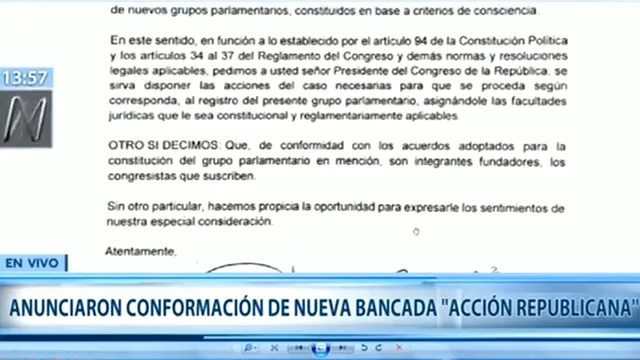 de nuevos grupos parlamentarios, constituidos en base a criterios de consciencia.
En este sentido, en función a lo establecido por el artículo 94 de la Constitución Política
y los artículos 34 al 37 del Reglamento del Congreso y demás normas y resoluciones
legales aplicables, pedimos a usted señor Presidente del Congreso de la República, se
sirva disponer las acciones del caso necesarias para que se proceda según
corresponda, al registro del presente grupo parlamentario, asignándole las facultades
jurídicas que le sea constitucional y reglamentariamente aplicables.
13:57
N
OTRO SI DECIMOS: Que, de conformidad con los acuerdos adoptados para la
constitución del grupo parlamentario en mención, son integrantes fundadores, los
congresistas que suscriben.
Sin otro particular, hacemos propicia la oportunidad para expresarle los sentimientos de
nuestra especial consideración.
Atentamente,
EN VIVO
ANUNCIARON CONFORMACIÓN DE NUEVA BANCADA "ACCIÓN REPUBLICANA"